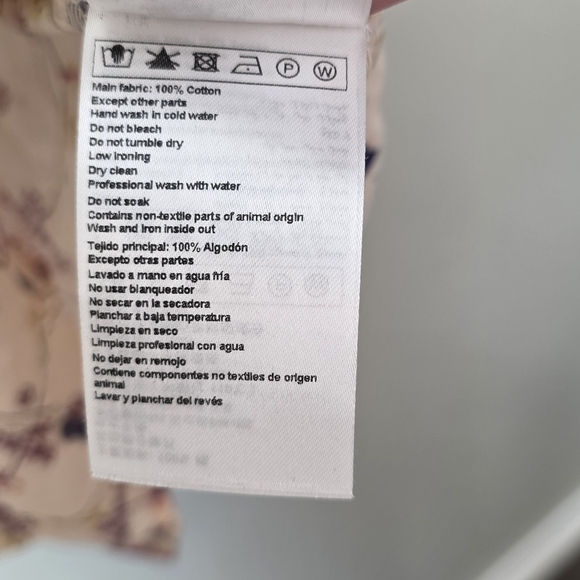 P W
Main fabric: 100% Cotton
Except other parts
Hand wash in cold water
Do not bleach
Do not tumble dry
Low ironing
Dry clean
Professional wash with water
Do not soak
Contains non-textile parts of animal origin
Wash and Iron inside out
Tejido principal: 100% Algodón
Excepto otras partes
Lavado a mano en agua fría
No usar blanqueador
No secar en la secadora
Planchar a baja temperatura
Limpieza en seco
Limpieza profesional con agua
No dejar en remojo
Contiene componentes no textiles de origen
animal
Lavar y planchar del revés